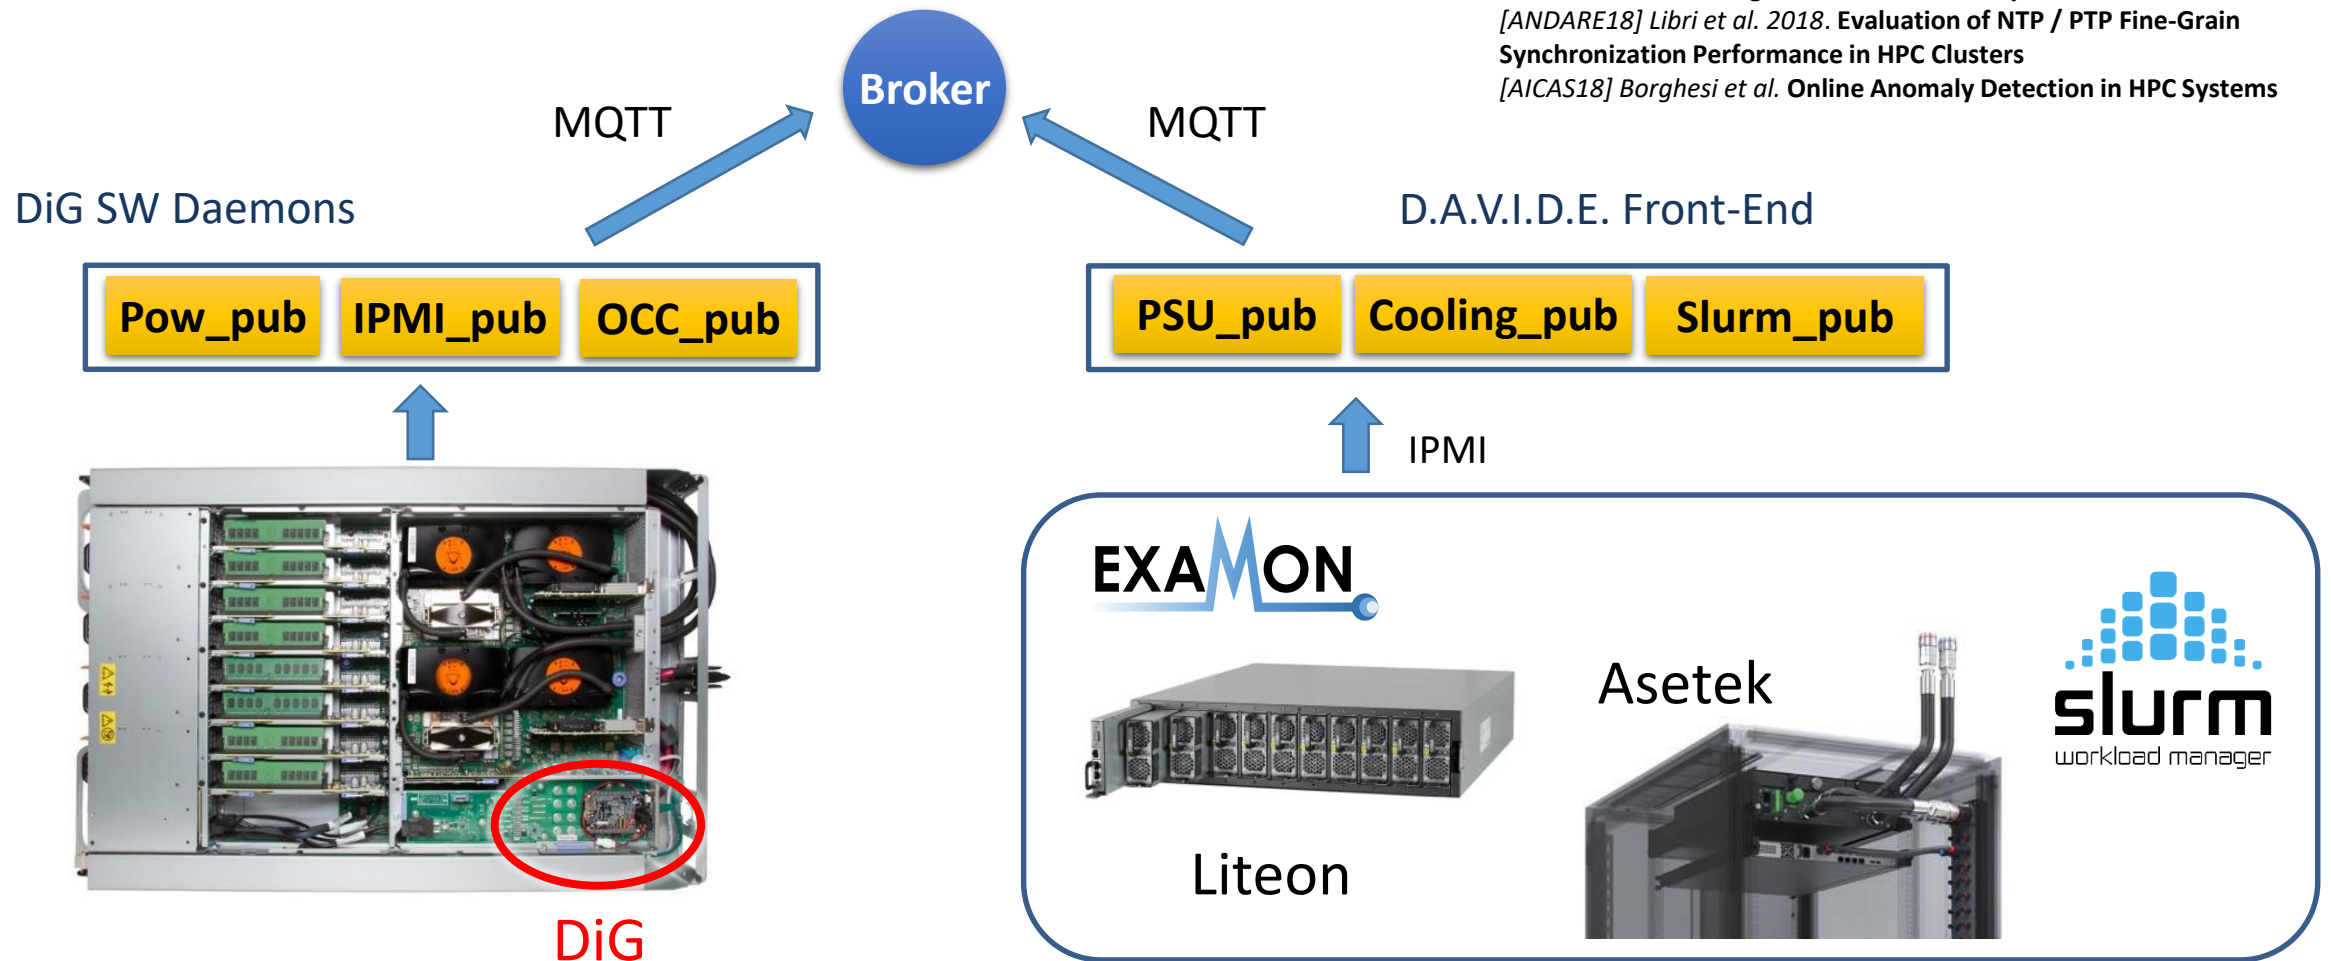 [ANDARE18] Libri et al. 2018. Evaluation of NTP / PTP Fine-Grain
Synchronization Performance in HPC Clusters
[AICAS18] Borghesi et al. Online Anomaly Detection in HPC Systems
Broker
MQTT
MQTT
DiG SW Daemons
D.A.V.I.D.E. Front-End
Pow_pub
IPMI_pub
OCC_pub
PSU_pub
Cooling_pub
Slurm_pub
IPMI
EXAMON
Asetek
slurm
workload manager
Liteon
DiG